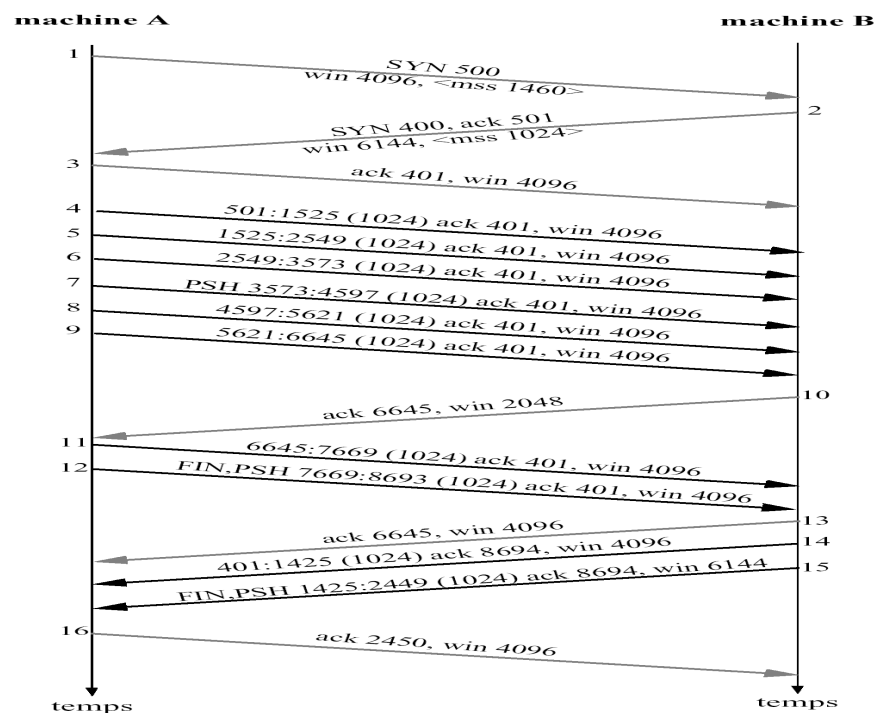 machine A
machine B
1
SYN 500
win 4096, <mss 1460>
2
SYN 400, ack 501
win 6144, <mss 1024>
3
ack 401, win 4096
4
501:1525 (1024) ack 401, win 4096
5
1525:2549 (1024) ack 401, win 4096
6
2549:3573 (1024) ack 401, win 4096
7
PSH 3573:4597 (1024) ack 401, win 4096
8
4597:5621 (1024) ack 401, win 4096
9
5621:6645 (1024) ack 401, win 4096
10
ack 6645, win 2048
11
6645:7669 (1024) ack 401, win 4096
12
FIN,PSH 7669:8693 (1024) ack 401, win 4096
13
ack 6645, win 4096
14
401:1425 (1024) ack 8694, win 4096
15
FIN,PSH 1425:2449 (1024) ack 8694, win 6144
16
ack 2450, win 4096
temps
temps